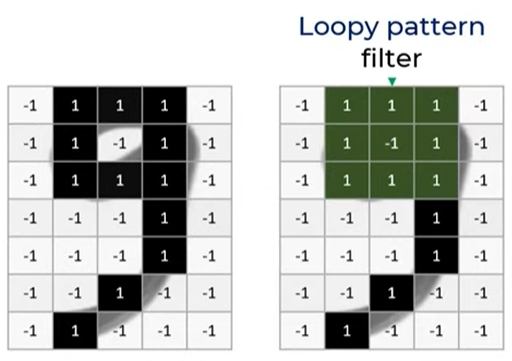 Loopy pattern
filter
-1 1 1 1 -1 -1 1 1 1 -1
-1 1 -1 1 -1 -1 1 -1 1 -1
-1 1 1 1 -1 -1 1 1 1 -1
-1 -1 -1 1 -1 -1 -1 -1 1 -1
-1 -1 -1 1 -1 -1 -1 -1 1 -1
-1 -1 1 -1 -1 -1 -1 1 -1 -1
-1 1 -1 -1 -1 -1 1 -1 -1 -1